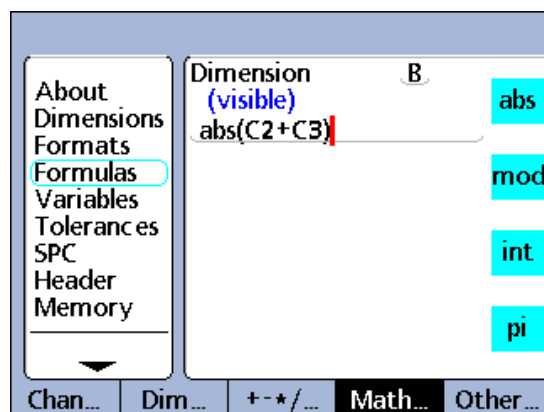 About
Dimensions
Formats
Formulas
Variables
Tolerances
SPC
Header
Memory
Dimension B
(visible)
abs(C2+C3)
abs
mod
int
pi
Chan... Dim... +-*/... Math... Other...